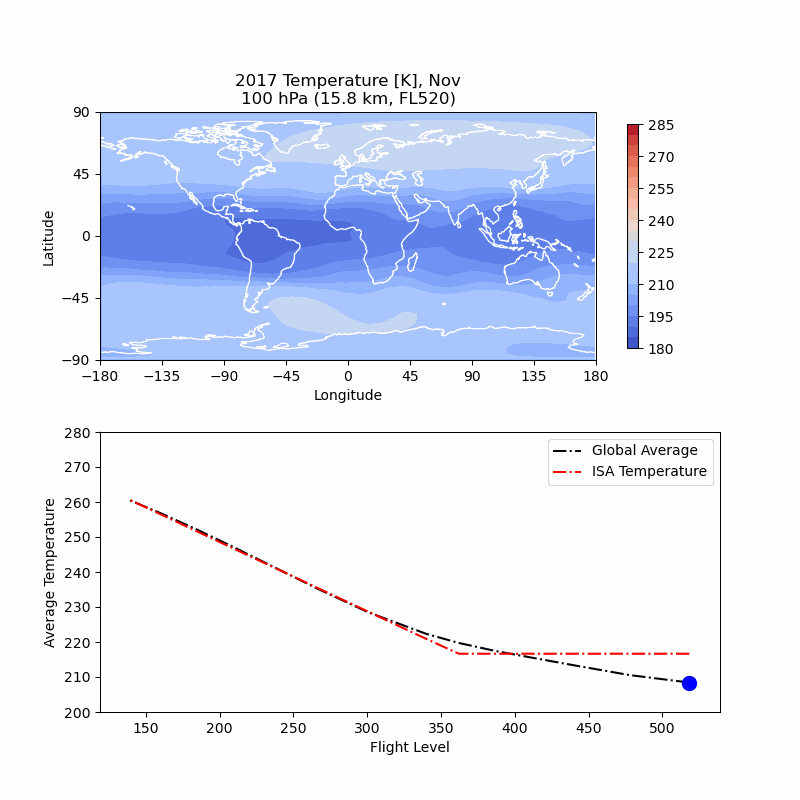 2017 Temperature [K], Nov
100 hPa (15.8 km, FL520)
90
45
0
−45
−90
Latitude
−180 −135 −90 −45 0 45 90 135 180
Longitude
285
270
255
240
225
210
195
180
280
270
260
250
240
230
220
210
200
Average Temperature
Global Average
ISA Temperature
150 200 250 300 350 400 450 500
Flight Level